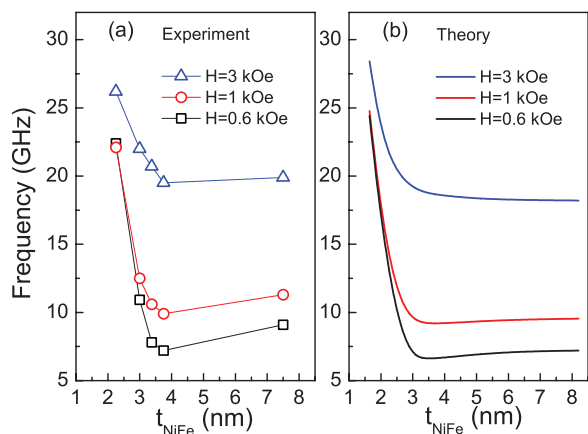 (a) Experiment
H=3 kOe
H=1 kOe
H=0.6 kOe
(b) Theory
H=3 kOe
H=1 kOe
H=0.6 kOe
Frequency (GHz)
30
25
20
15
10
5
30
25
20
15
10
5
1 2 3 4 5 6 7 8
1 2 3 4 5 6 7 8
t_NiFe (nm)
t_NiFe (nm)